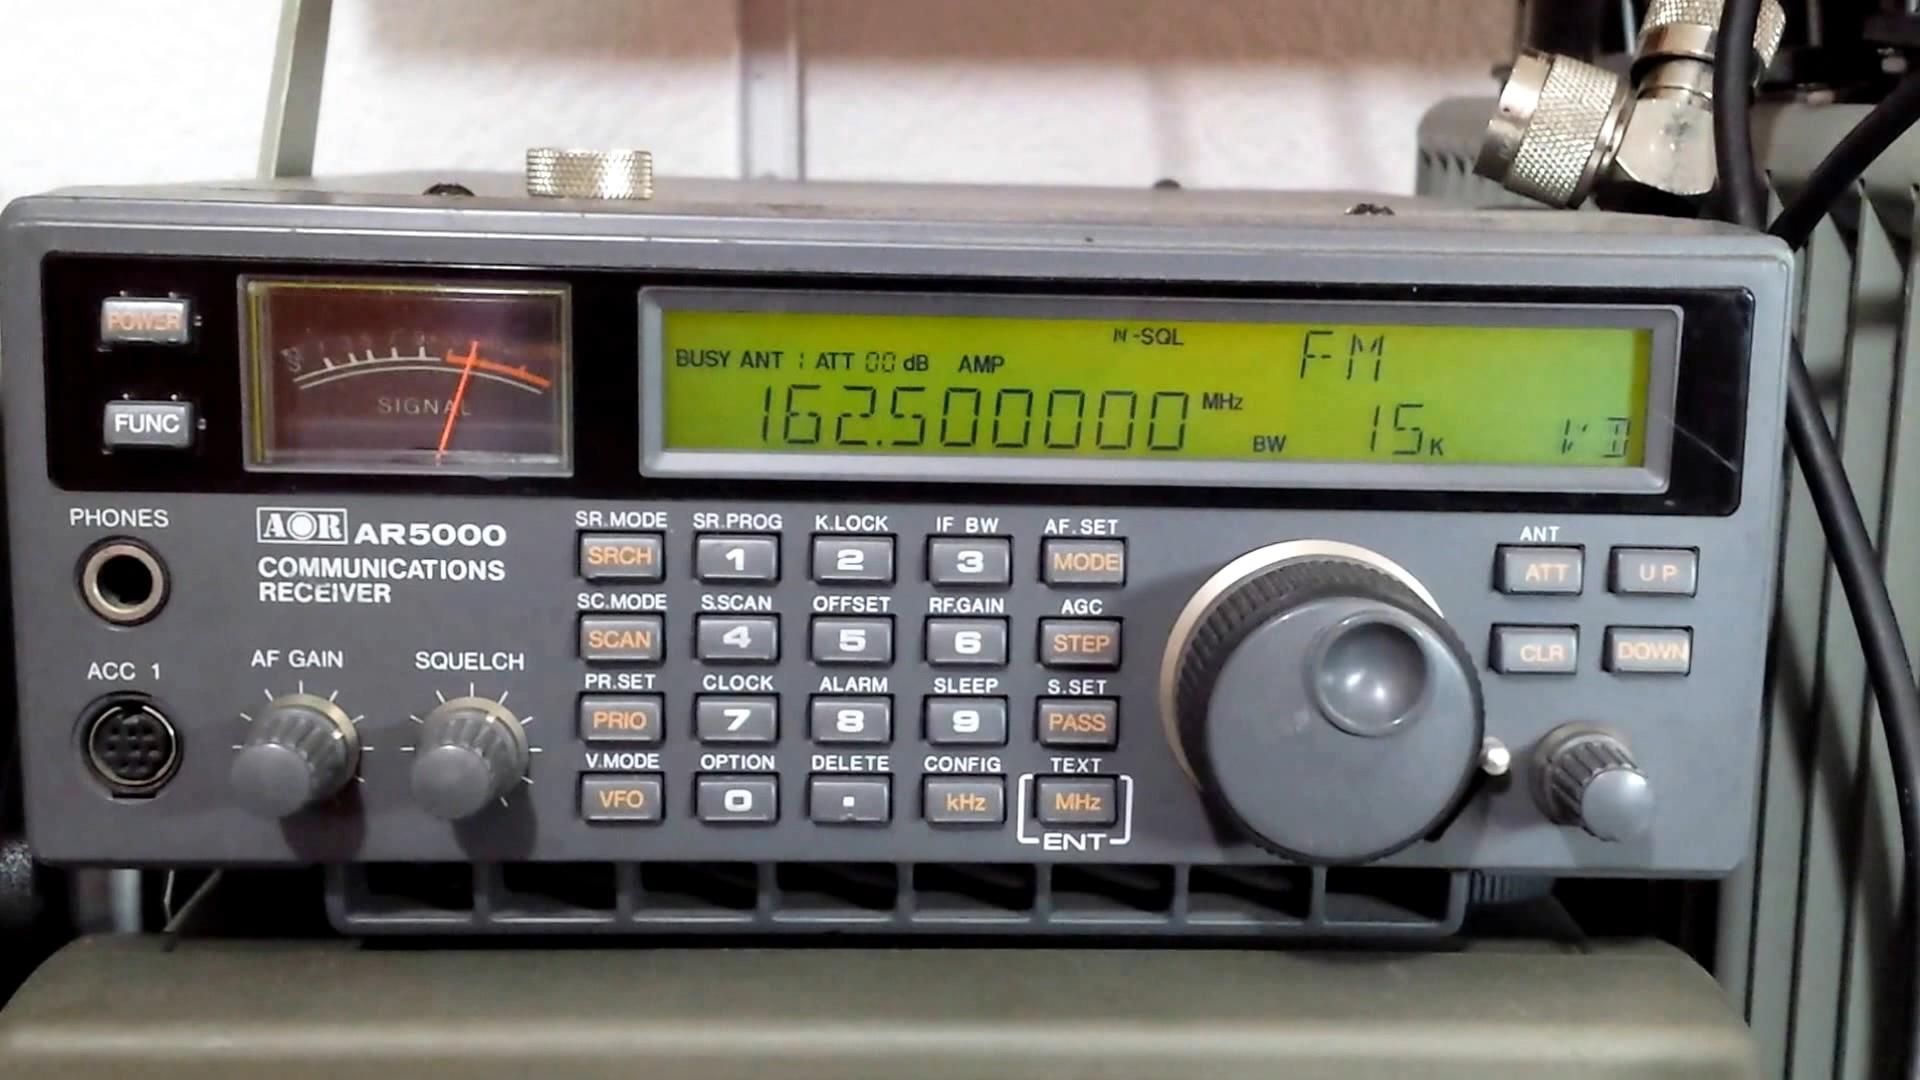 POWER
FUNC
SIGNAL
N-SQL
FM
BUSY ANT 1 ATT 00 dB AMP
162.500000 MHz
BW 15K
PHONES
AOR AR5000
COMMUNICATIONS
RECEIVER
ACC 1
AF GAIN
SQUELCH
SR.MODE SR.PROG K.LOCK IF BW AF.SET
SRCH 1 2 3 MODE
SC.MODE S.SCAN OFFSET RF.GAIN AGC
SCAN 4 5 6 STEP
PR.SET CLOCK ALARM SLEEP S.SET
PRIO 7 8 9 PASS
V.MODE OPTION DELETE CONFIG TEXT
VFO 0 . kHz MHz
ENT
ANT
ATT UP
CLR DOWN